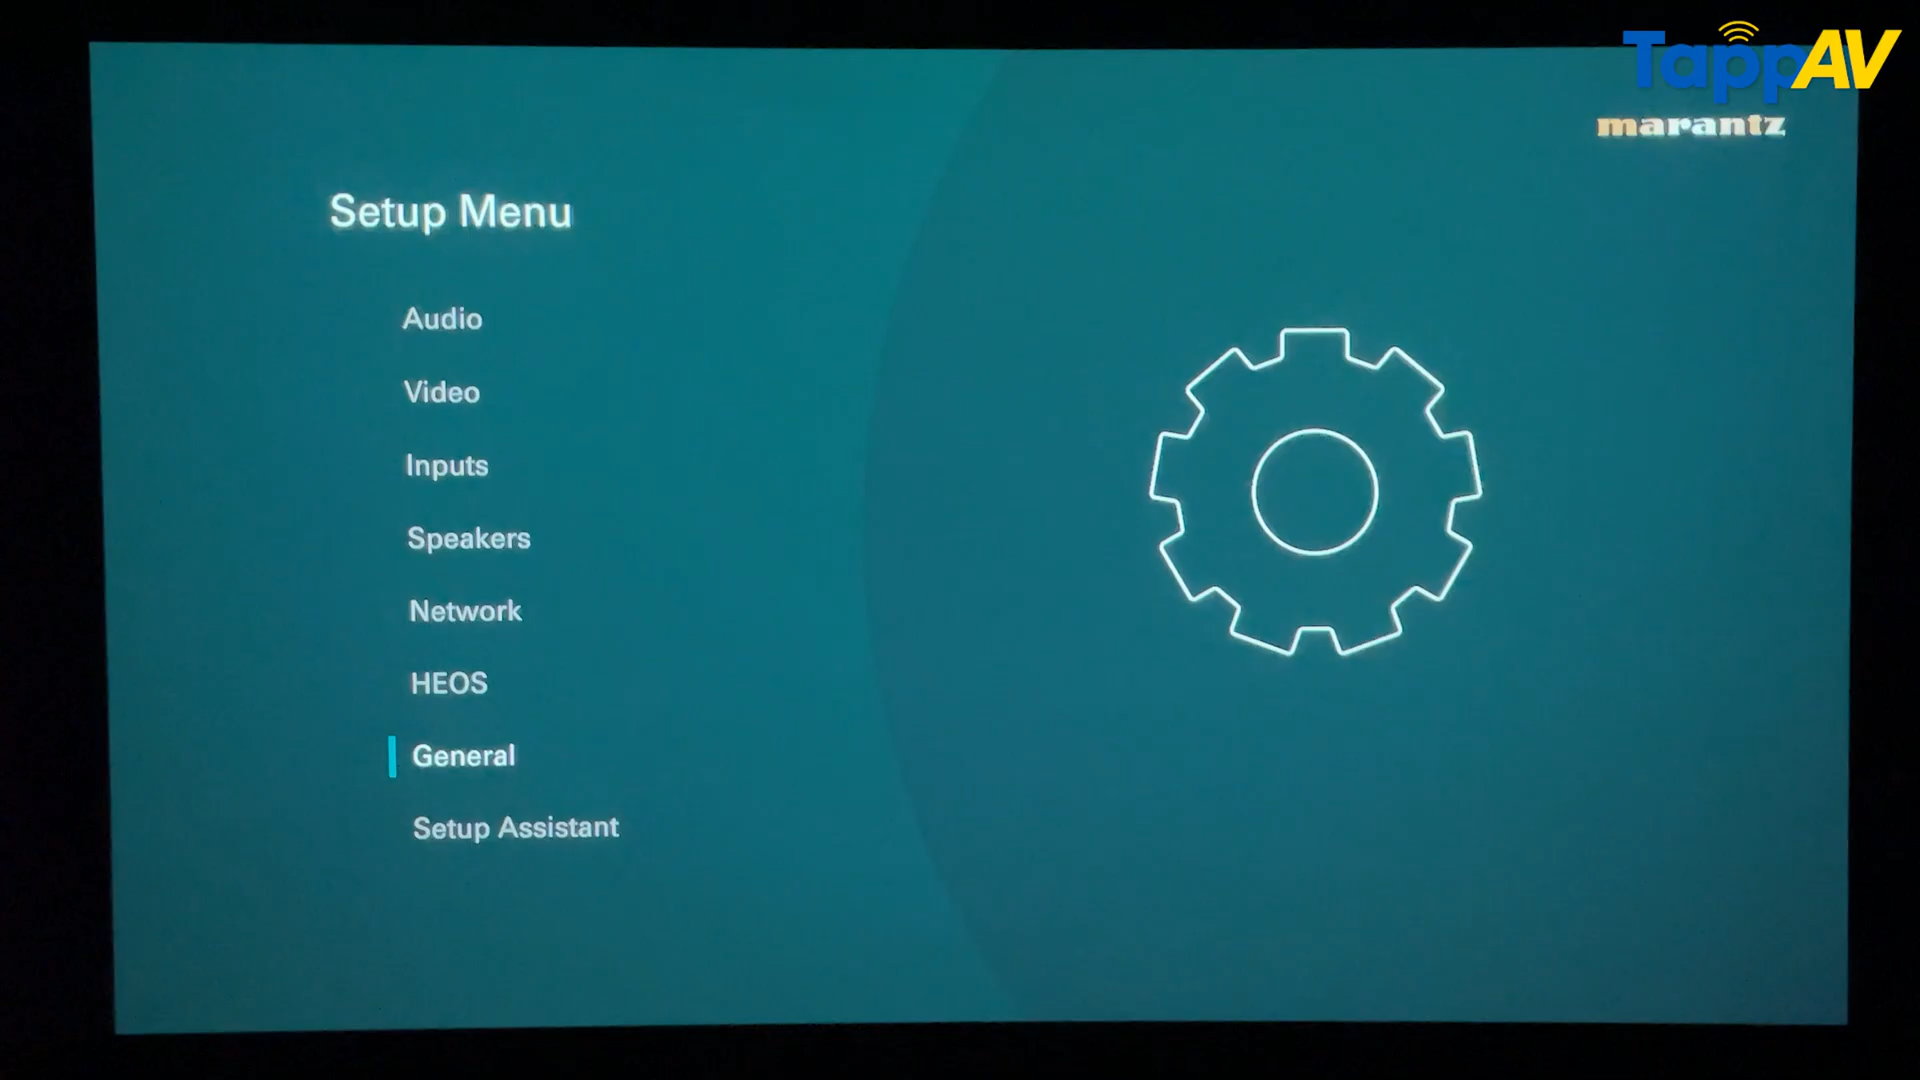 TappAV
marantz
Setup Menu
Audio
Video
Inputs
Speakers
Network
HEOS
General
Setup Assistant